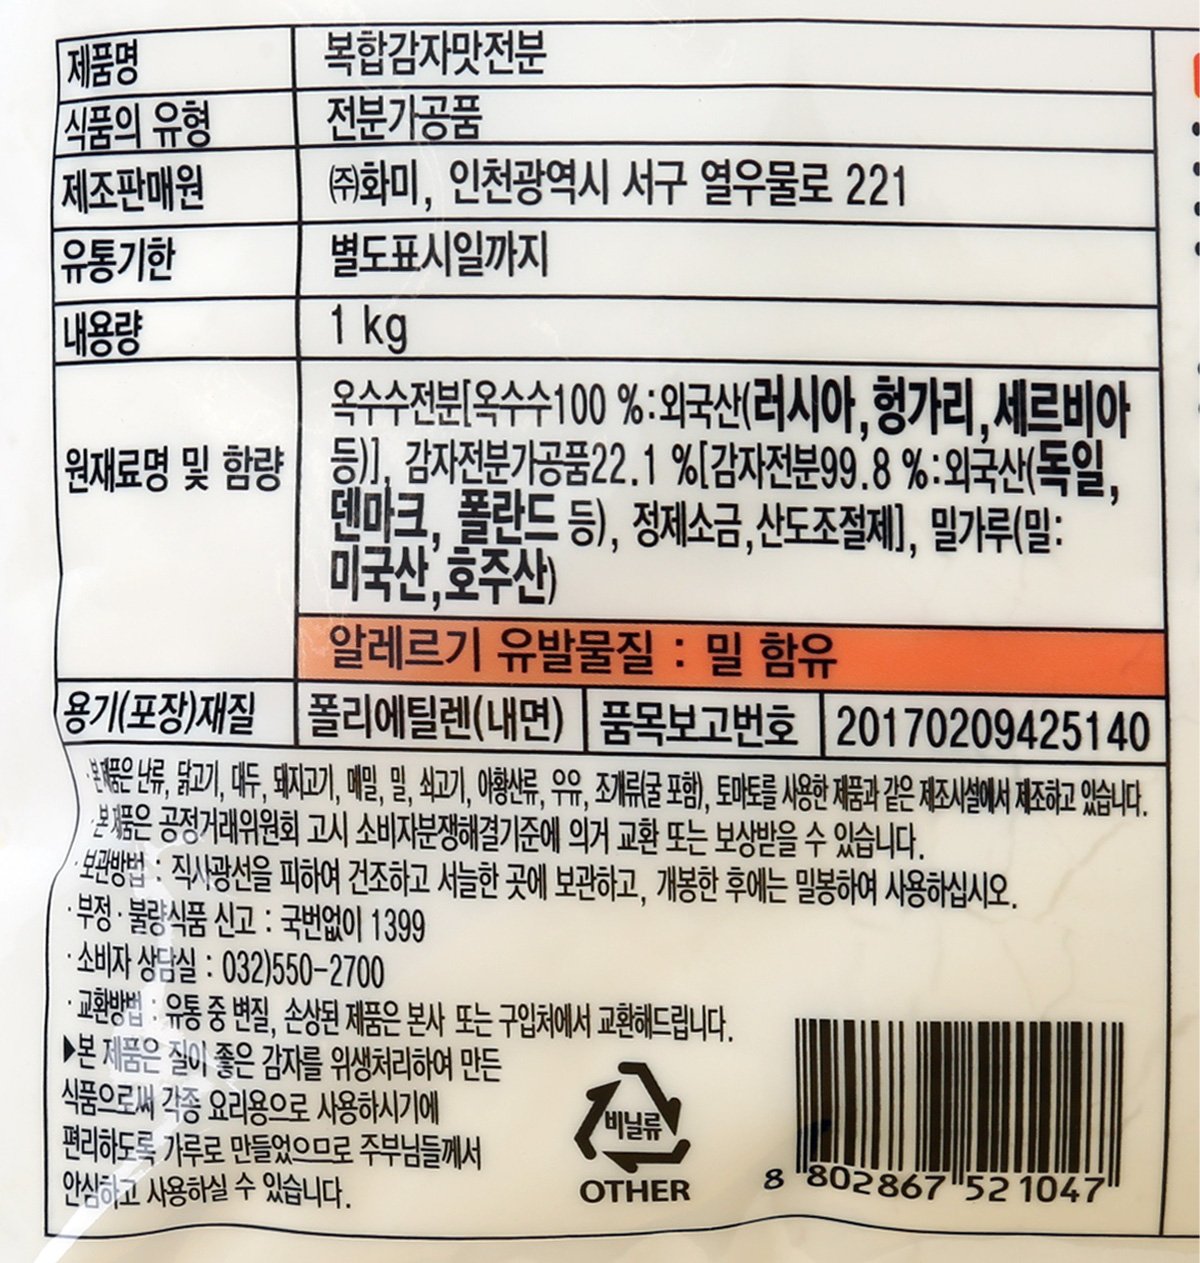 제품명 복합감자맛전분
식품의 유형 전분가공품
제조판매원 ㈜화미, 인천광역시 서구 열우물로 221
유통기한 별도표시일까지
내용량 1 kg
원재료명 및 함량
옥수수전분[옥수수100 %:외국산(러시아,헝가리,세르비아
등)], 감자전분가공품22.1 %[감자전분99.8 %:외국산(독일,
덴마크, 폴란드 등), 정제소금,산도조절제], 밀가루(밀:
미국산,호주산)
알레르기 유발물질 : 밀 함유
용기(포장)재질 폴리에틸렌(내면) 품목보고번호 20170209425140
·본제품은 난류, 닭고기, 대두, 돼지고기, 메밀, 밀, 쇠고기, 아황산류, 우유, 조개류(굴 포함), 토마토를 사용한 제품과 같은 제조시설에서 제조하고 있습니다.
·본제품은 공정거래위원회 고시 소비자분쟁해결기준에 의거 교환 또는 보상받을 수 있습니다.
·보관방법 : 직사광선을 피하여 건조하고 서늘한 곳에 보관하고, 개봉한 후에는 밀봉하여 사용하십시오.
·부정·불량식품 신고 : 국번없이 1399
·소비자 상담실 : 032)550-2700
·교환방법 : 유통 중 변질, 손상된 제품은 본사 또는 구입처에서 교환해드립니다.
▶본 제품은 질이 좋은 감자를 위생처리하여 만든
식품으로써 각종 요리용으로 사용하시기에
편리하도록 가루로 만들었으므로 주부님들께서
안심하고 사용하실 수 있습니다.
비닐류
OTHER
8 802867 521047